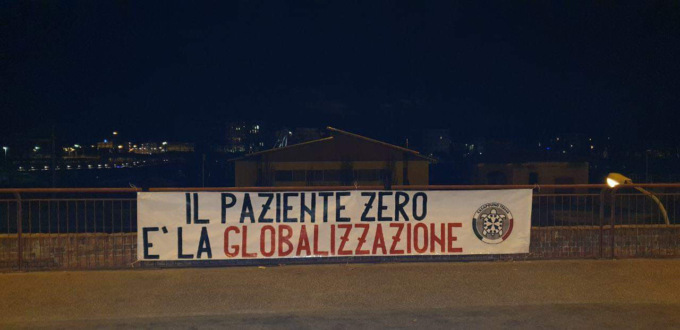 IL PAZIENTE ZERO
E' LA GLOBALIZZAZIONE